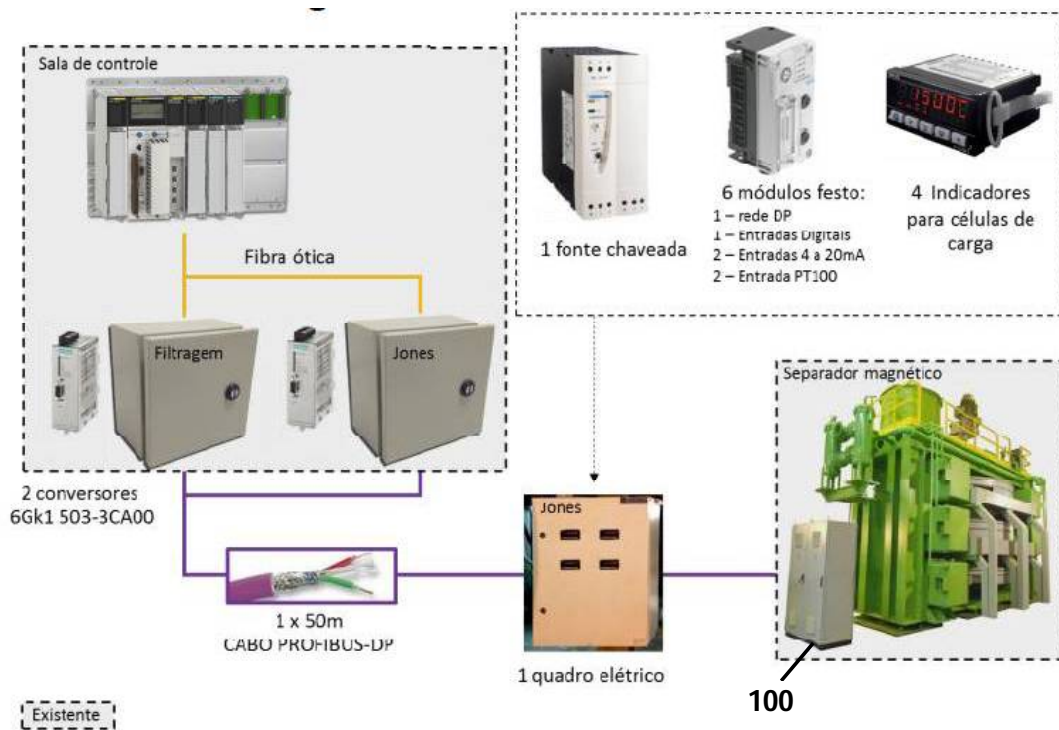 Sala de controle
Fibra ótica
Filtragem
Jones
2 conversores
6Gk1 503-3CA00
1 x 50m
CABO PROFIBUS-DP
1 fonte chaveada
6 módulos festo:
1 – rede DP
1 – Entradas Digitais
2 – Entradas 4 a 20mA
2 – Entrada PT100
1500C
4 Indicadores
para células de
carga
Jones
1 quadro elétrico
Separador magnético
100
Existente